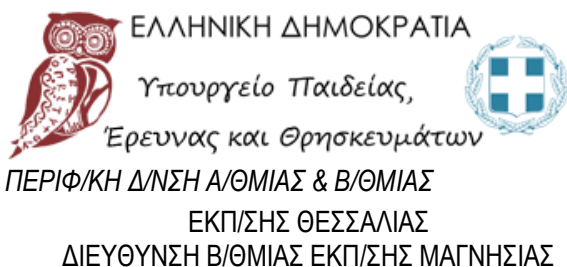 ΕΛΛΗΝΙΚΗ ΔΗΜΟΚΡΑΤΙΑ
Υπουργείο Παιδείας,
Έρευνας και Θρησκευμάτων
ΠΕΡΙΦ/ΚΗ Δ/ΝΣΗ Α/ΘΜΙΑΣ & Β/ΘΜΙΑΣ
ΕΚΠ/ΣΗΣ ΘΕΣΣΑΛΙΑΣ
ΔΙΕΥΘΥΝΣΗ Β/ΘΜΙΑΣ ΕΚΠ/ΣΗΣ ΜΑΓΝΗΣΙΑΣ